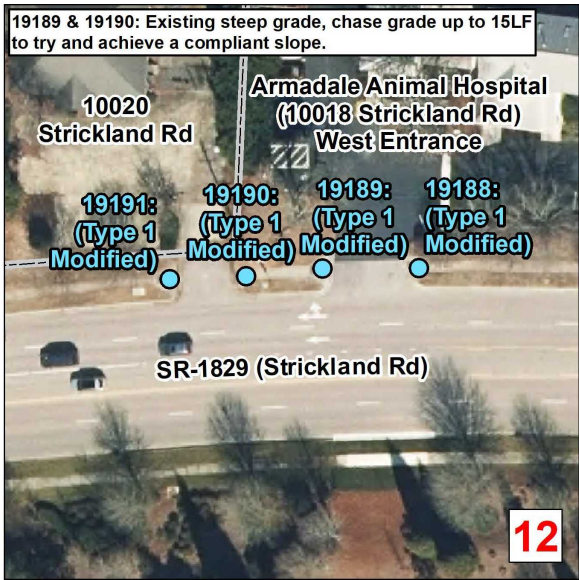 19189 & 19190: Existing steep grade, chase grade up to 15LF
to try and achieve a compliant slope.
Armadale Animal Hospital
(10018 Strickland Rd)
West Entrance
10020
Strickland Rd
19191:
(Type 1
Modified)
19190:
(Type 1
Modified)
19189:
(Type 1
Modified)
19188:
(Type 1
Modified)
SR-1829 (Strickland Rd)
12